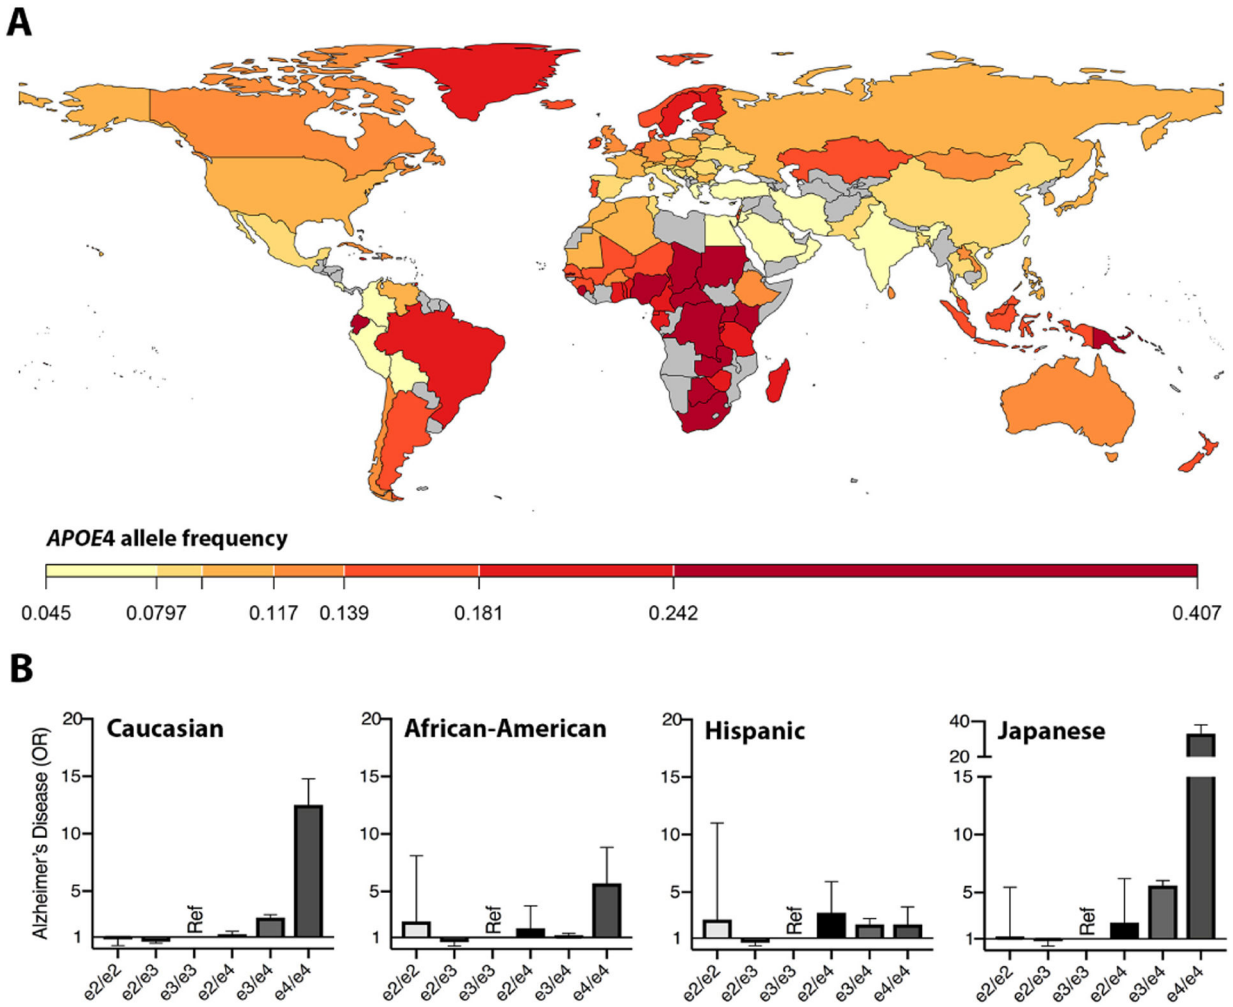 A
APOE4 allele frequency
0.045 0.0797 0.117 0.139 0.181 0.242 0.407
B
Alzheimer's Disease (OR)
Caucasian
20
15
10
5
1
Ref
e2/e2 e2/e3 e3/e3 e2/e4 e3/e4 e4/e4
African-American
20
15
10
5
1
Ref
e2/e2 e2/e3 e3/e3 e2/e4 e3/e4 e4/e4
Hispanic
20
15
10
5
1
Ref
e2/e2 e2/e3 e3/e3 e2/e4 e3/e4 e4/e4
Japanese
40
20
15
10
5
1
Ref
e2/e2 e2/e3 e3/e3 e2/e4 e3/e4 e4/e4